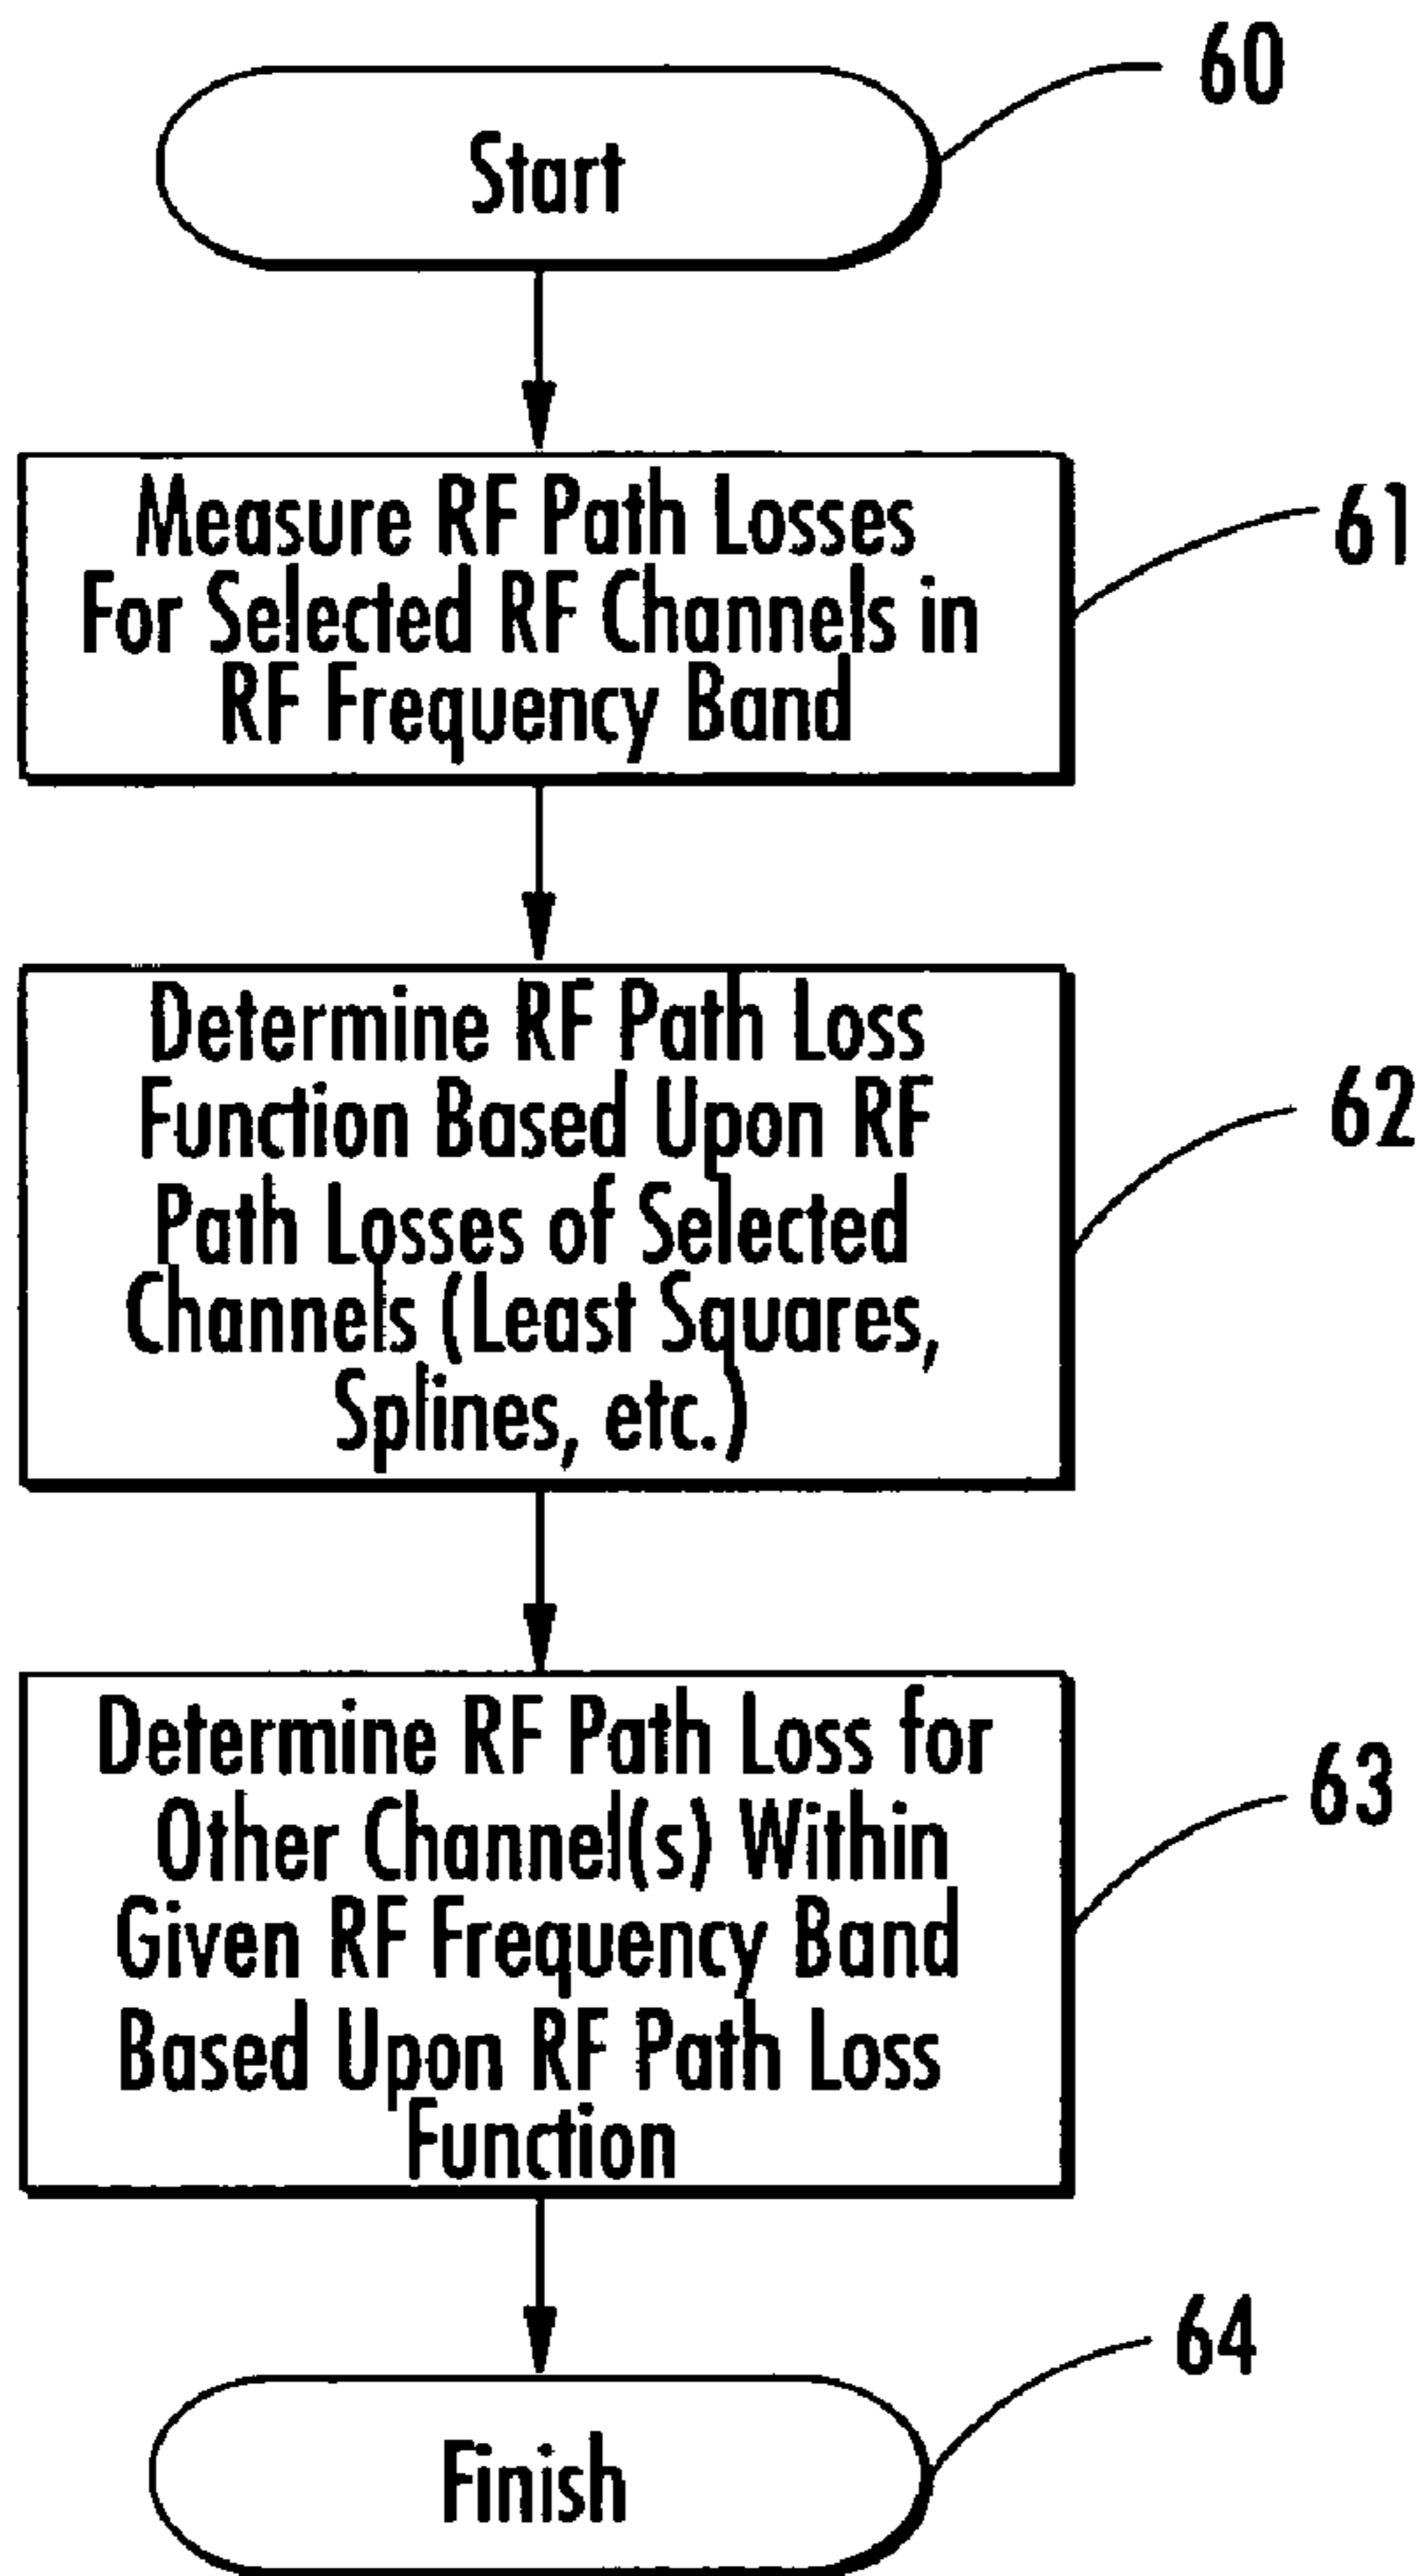 60
Start
Measure RF Path Losses
For Selected RF Channels in
RF Frequency Band
61
Determine RF Path Loss
Function Based Upon RF
Path Losses of Selected
Channels (Least Squares,
Splines, etc.)
62
Determine RF Path Loss for
Other Channel(s) Within
Given RF Frequency Band
Based Upon RF Path Loss
Function
63
64
Finish